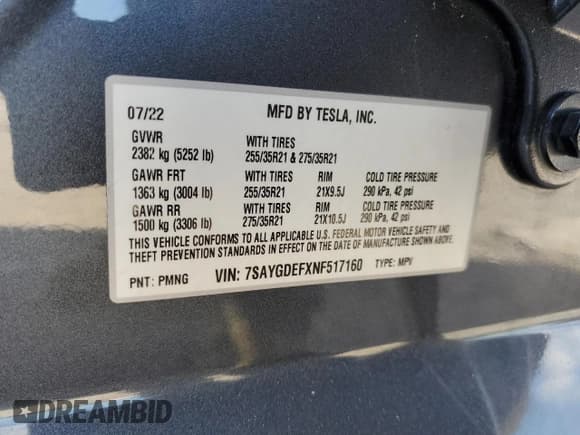 07/22 MFD BY TESLA, INC.
GVWR WITH TIRES
2382 kg (5252 lb) 255/35R21 & 275/35R21
GAWR FRT WITH TIRES RIM COLD TIRE PRESSURE
1363 kg (3004 lb) 255/35R21 21X9.5J 290 kPa, 42 psi
GAWR RR WITH TIRES RIM COLD TIRE PRESSURE
1500 kg (3306 lb) 275/35R21 21X10.5J 290 kPa, 42 psi
THIS VEHICLE CONFORMS TO ALL APPLICABLE U.S. FEDERAL MOTOR VEHICLE SAFETY AND
THEFT PREVENTION STANDARDS IN EFFECT ON THE DATE OF MANUFACTURE SHOWN ABOVE.
PNT: PMNG VIN: 7SAYGDEFXNF517160 TYPE: MPV
DREAMBID